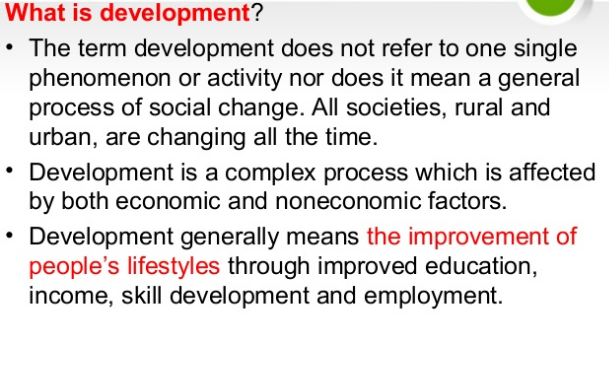 What is development?
• The term development does not refer to one single
phenomenon or activity nor does it mean a general
process of social change. All societies, rural and
urban, are changing all the time.
• Development is a complex process which is affected
by both economic and noneconomic factors.
• Development generally means the improvement of
people’s lifestyles through improved education,
income, skill development and employment.